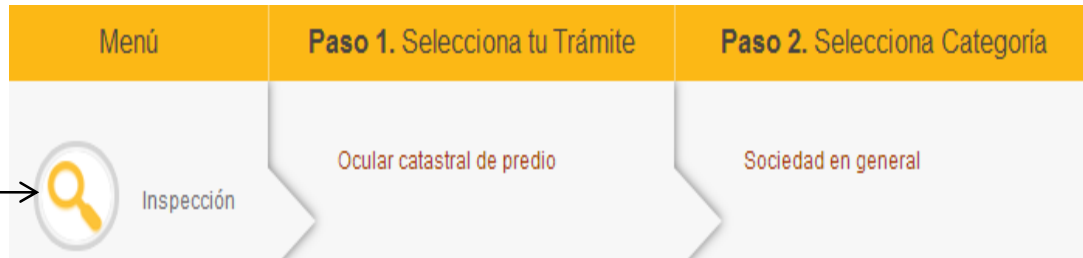 Menú
Paso 1. Selecciona tu Trámite
Paso 2. Selecciona Categoría
Inspección
Ocular catastral de predio
Sociedad en general